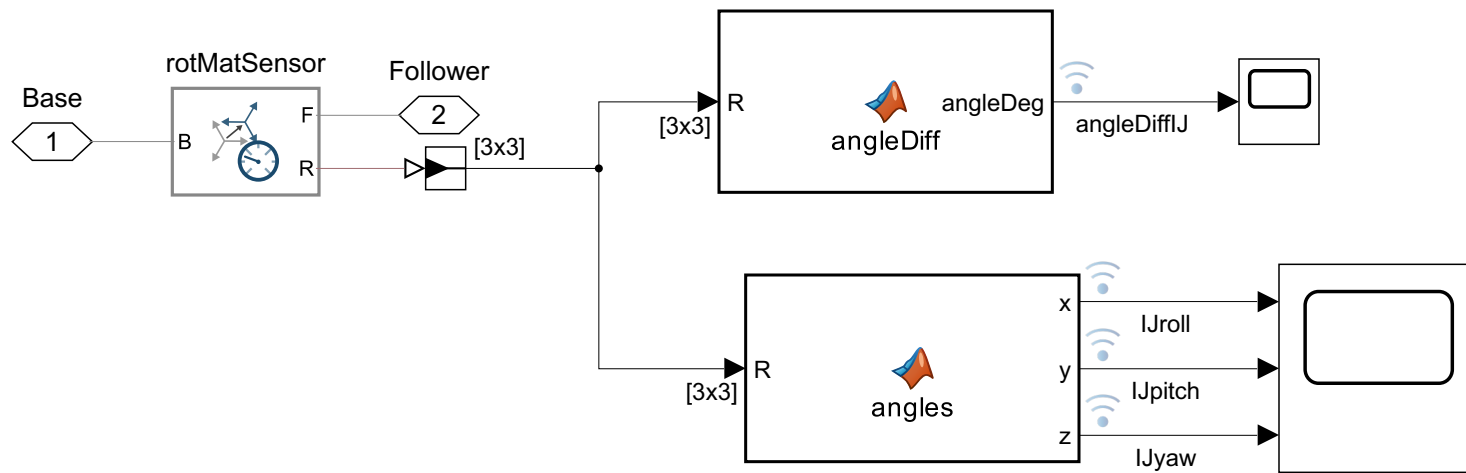 Base
1
rotMatSensor
B
F
R
Follower
2
[3x3]
R
[3x3]
angleDiff
angleDeg
angleDiffIJ
R
[3x3]
angles
x
IJroll
y
IJpitch
z
IJyaw